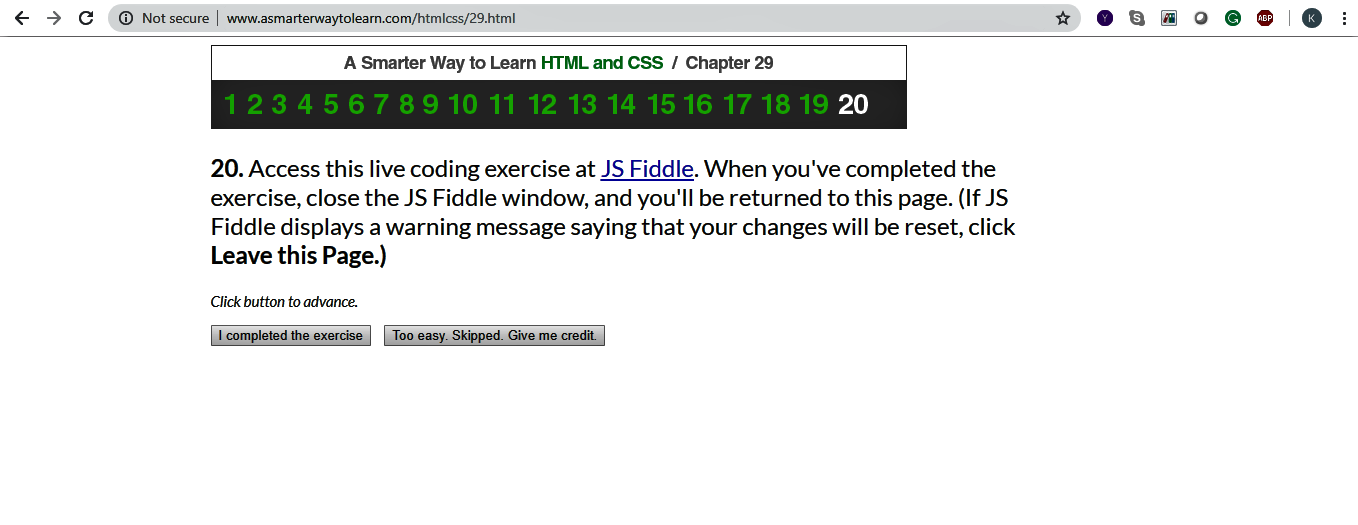 Not secure | www.asmarterwaytolearn.com/htmlcss/29.html
Y S G ABP K
A Smarter Way to Learn HTML and CSS / Chapter 29
1 2 3 4 5 6 7 8 9 10 11 12 13 14 15 16 17 18 19 20
20. Access this live coding exercise at JS Fiddle. When you've completed the
exercise, close the JS Fiddle window, and you'll be returned to this page. (If JS
Fiddle displays a warning message saying that your changes will be reset, click
Leave this Page.)
Click button to advance.
I completed the exercise Too easy. Skipped. Give me credit.